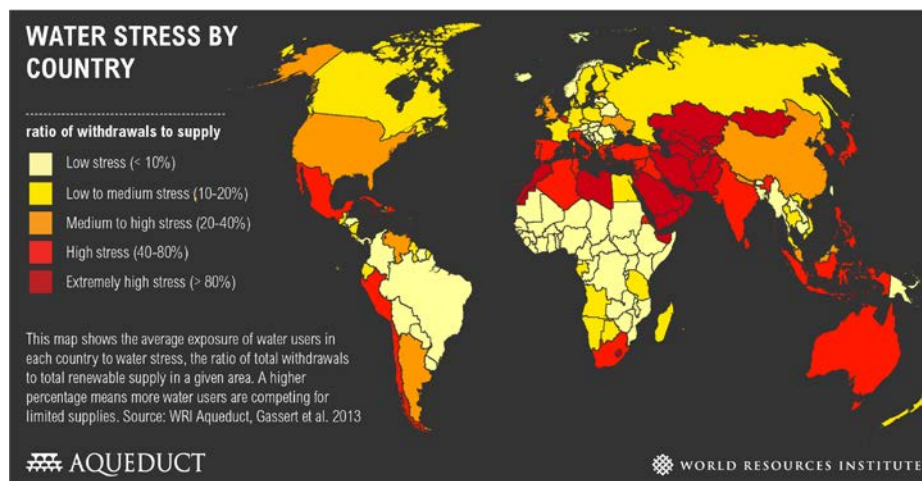 WATER STRESS BY
COUNTRY
ratio of withdrawals to supply
Low stress (< 10%)
Low to medium stress (10-20%)
Medium to high stress (20-40%)
High stress (40-80%)
Extremely high stress (> 80%)
This map shows the average exposure of water users in
each country to water stress, the ratio of total withdrawals
to total renewable supply in a given area. A higher
percentage means more water users are competing for
limited supplies. Source: WRI Aqueduct, Gassert et al. 2013
AQUEDUCT
WORLD RESOURCES INSTITUTE